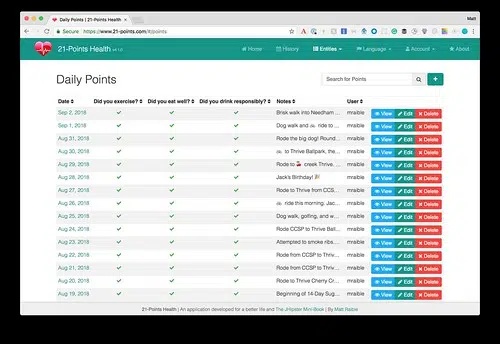 Matt
Daily Points | 21-Points Health
Secure | https://www.21-points.com/#/points
21-Points Health
Home History Entities Language Account About
Daily Points
Search for Points
Date Did you exercise? Did you eat well? Did you drink responsibly? Notes User
Sep 2, 2018 Brisk walk into Needham ... mraible View Edit Delete
Sep 1, 2018 Dog walk and 🚲 ride to ... mraible View Edit Delete
Aug 31, 2018 Rode the big dog! Round... mraible View Edit Delete
Aug 30, 2018 🚲 to Thrive Ballpark, the... mraible View Edit Delete
Aug 29, 2018 Rode to 🍒 creek Thrive. ... mraible View Edit Delete
Aug 28, 2018 Jack's Birthday! 🎉 mraible View Edit Delete
Aug 27, 2018 Rode to Thrive from CCS... mraible View Edit Delete
Aug 26, 2018 🚲 ride this morning. Jac... mraible View Edit Delete
Aug 25, 2018 Dog walk, golfing, and w... mraible View Edit Delete
Aug 24, 2018 Rode CCSP to Thrive Ball... mraible View Edit Delete
Aug 23, 2018 Attempted to smoke ribs... mraible View Edit Delete
Aug 22, 2018 Rode from CCSP to Thriv... mraible View Edit Delete
Aug 21, 2018 Rode from CCSP to Thriv... mraible View Edit Delete
Aug 20, 2018 Rode to Thrive Cherry Cr... mraible View Edit Delete
Aug 19, 2018 Beginning of 14-Day Sug... mraible View Edit Delete
21-Points Health | An application developed for a better life and The JHipster Mini-Book | By Matt Raible